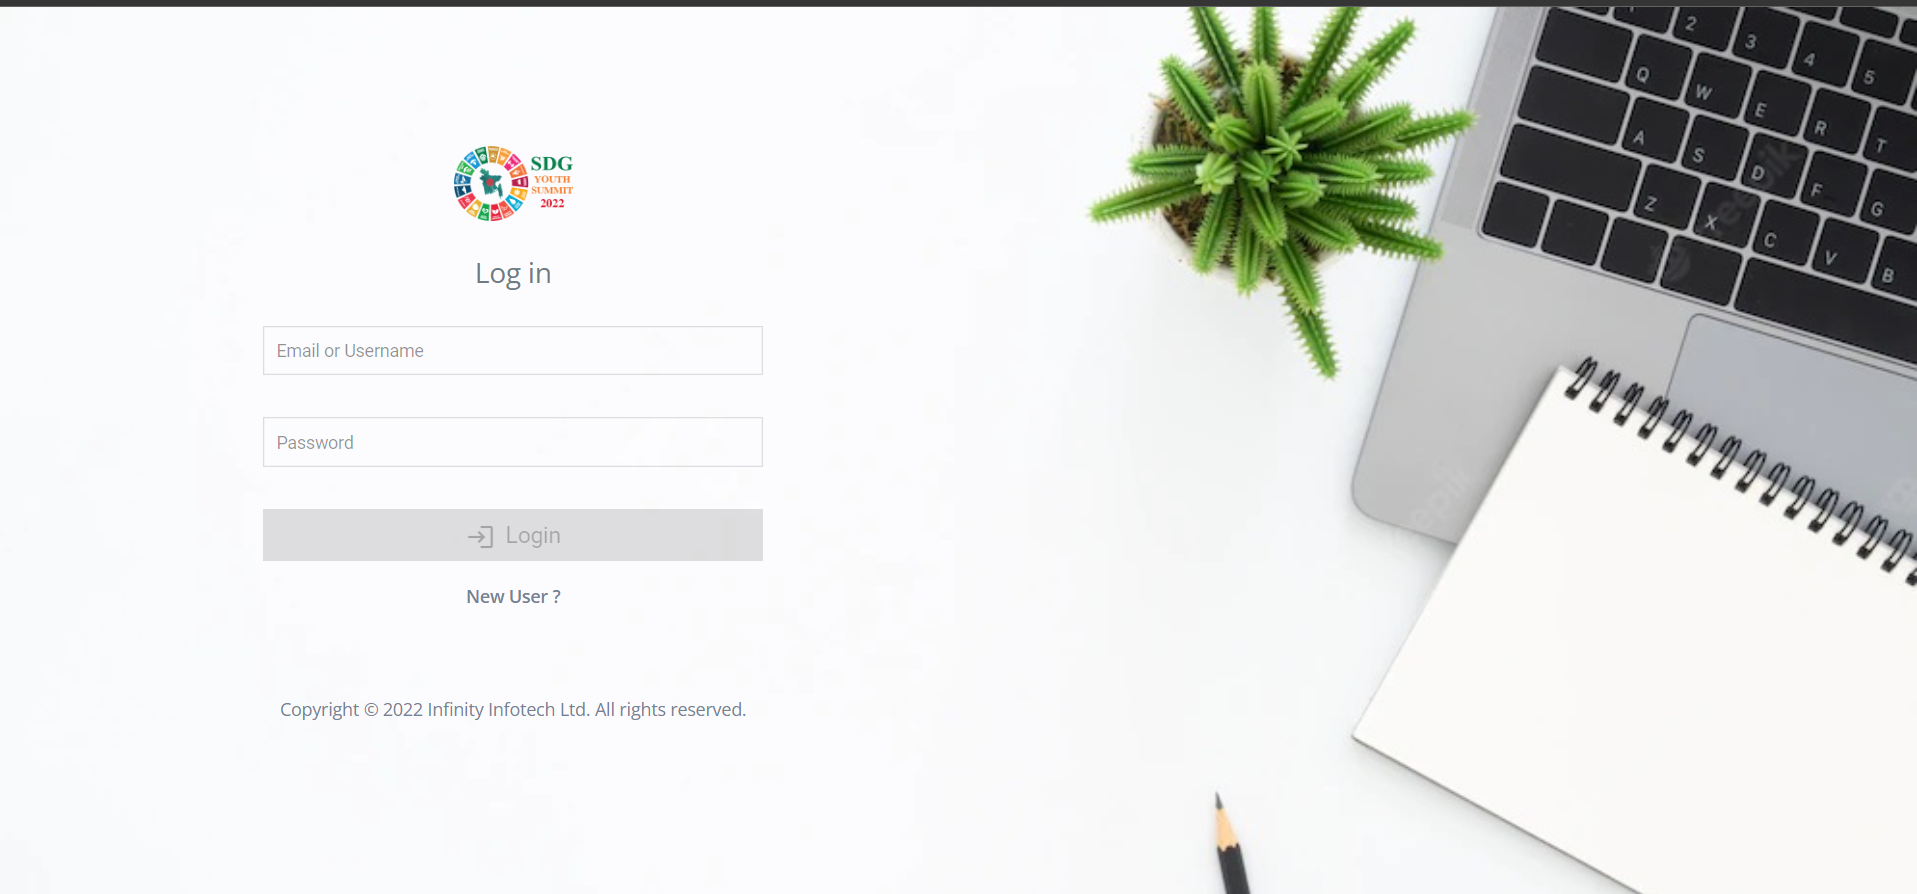 SDG
YOUTH
SUMMIT
2022
Log in
Email or Username
Password
Login
New User ?
Copyright © 2022 Infinity Infotech Ltd. All rights reserved.
2 3 4 5
Q W E R T
A S D F G
Z X C V B